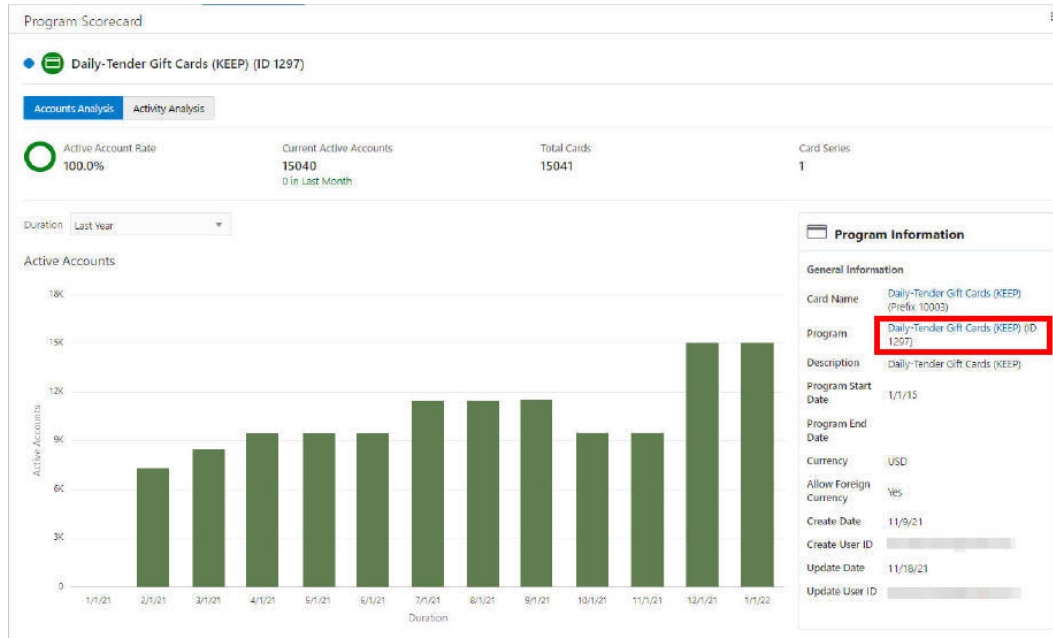 Program Scorecard
Daily-Tender Gift Cards (KEEP) (ID 1297)
Accounts Analysis
Activity Analysis
Active Account Rate
100.0%
Current Active Accounts
15040
0 in Last Month
Total Cards
15041
Card Series
1
Duration
Last Year
Active Accounts
18K
15K
12K
9K
6K
3K
0
Active Accounts
1/1/21
2/1/21
3/1/21
4/1/21
5/1/21
6/1/21
7/1/21
8/1/21
9/1/21
10/1/21
11/1/21
12/1/21
1/1/22
Duration
Program Information
General Information
Card Name
Daily-Tender Gift Cards (KEEP)
(Prefix 10003)
Program
Daily-Tender Gift Cards (KEEP) (ID
1297)
Description
Daily-Tender Gift Cards (KEEP)
Program Start
Date
1/1/15
Program End
Date
Currency
USD
Allow Foreign
Currency
Yes
Create Date
11/9/21
Create User ID
Update Date
11/18/21
Update User ID